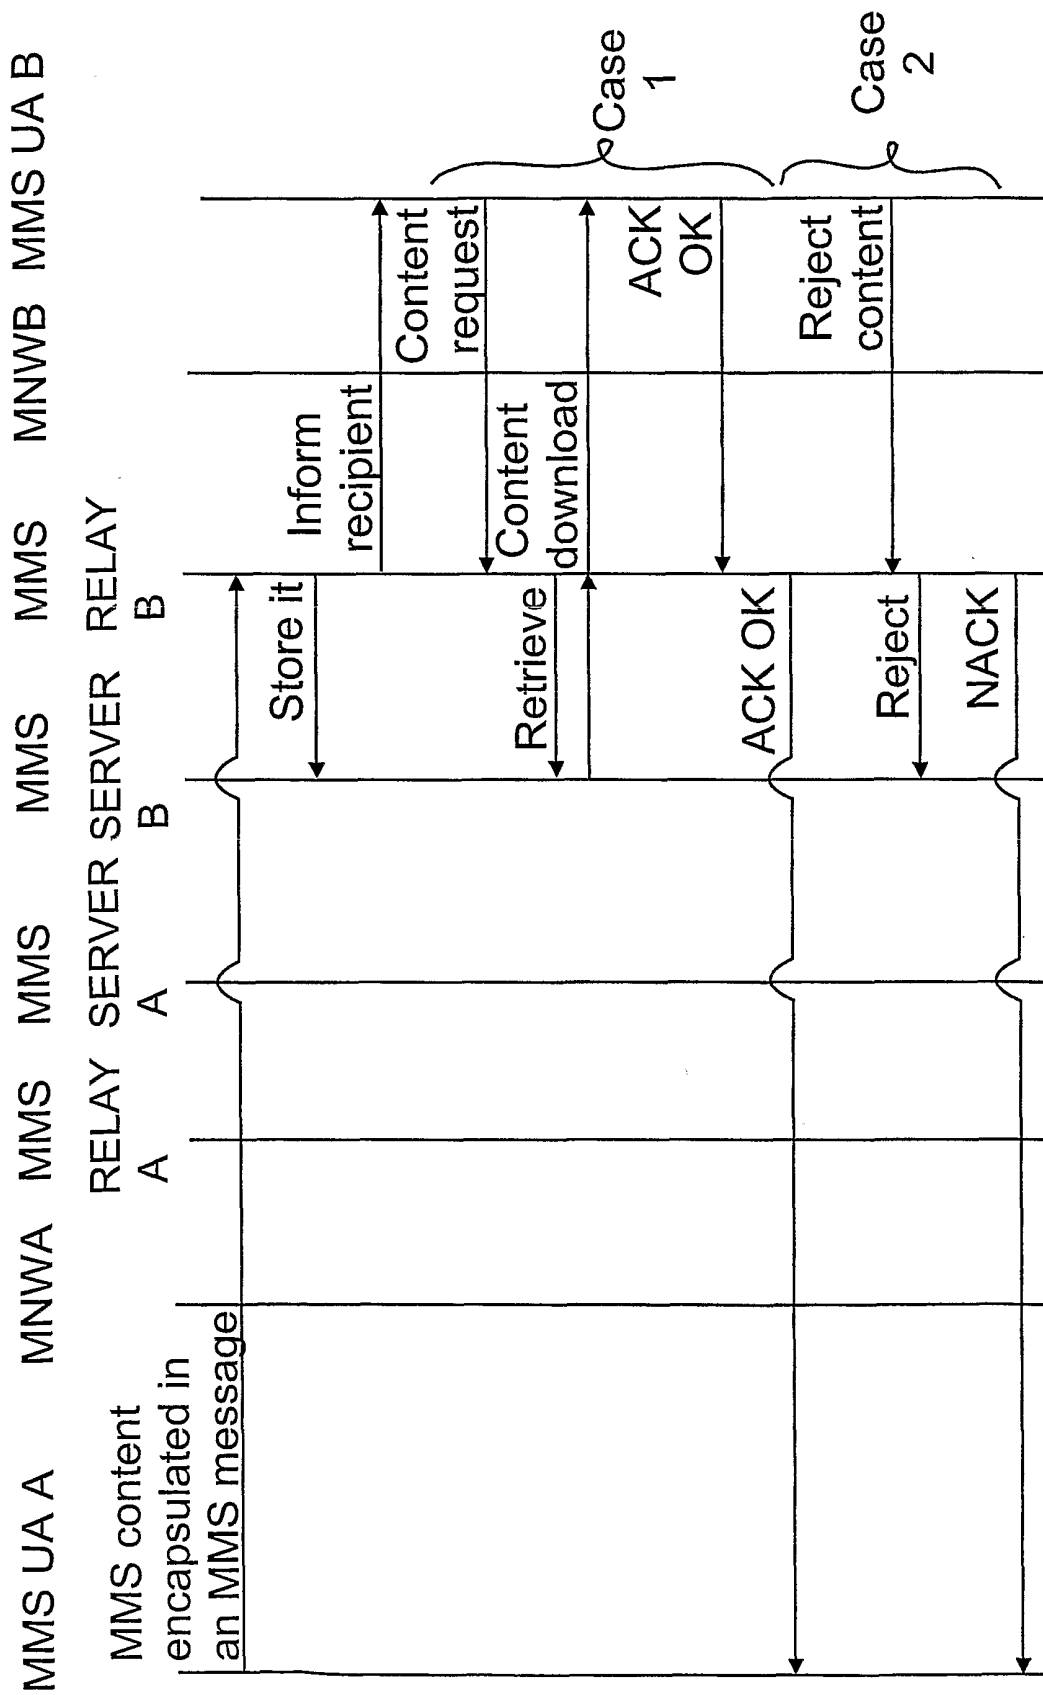 MMS UA A
MNWA
MMS
RELAY
A
MMS
SERVER
A
MMS
SERVER
B
MMS
RELAY
B
MNWB
MMS UA B
MMS content
encapsulated in
an MMS message
Store it
Inform
recipient
Content
request
Retrieve
Content
download
ACK
OK
ACK OK
Case
1
Reject
content
Reject
NACK
Case
2